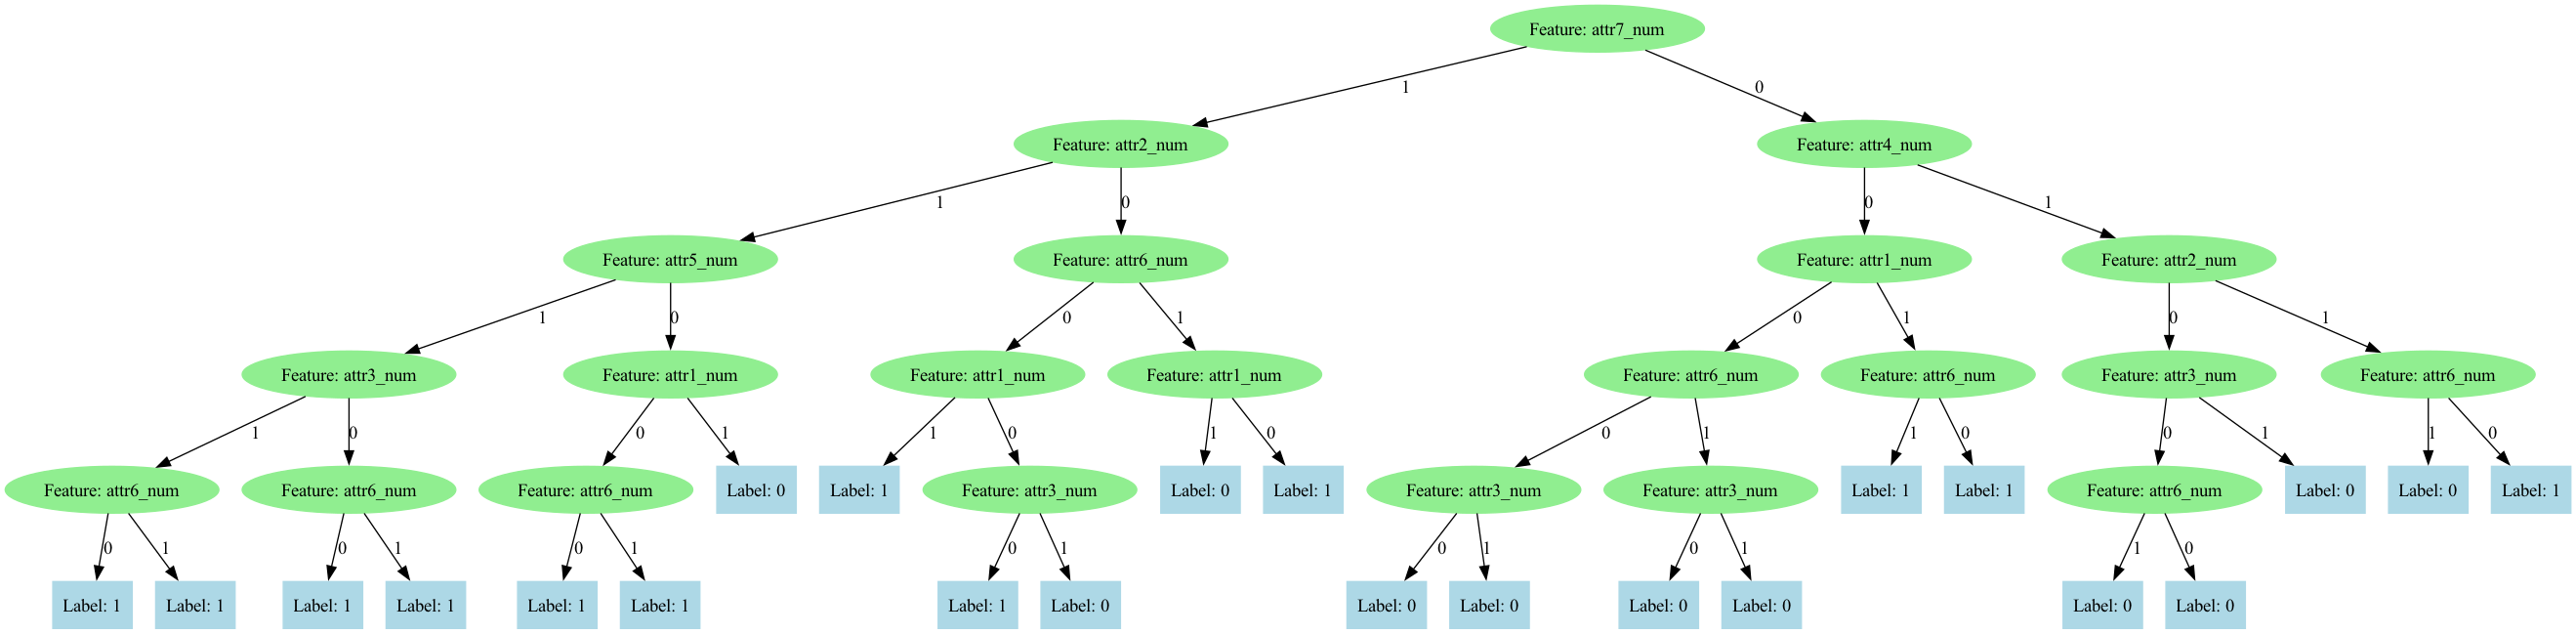 Feature: attr7_num
1
0
Feature: attr2_num
Feature: attr4_num
1
0
0
1
Feature: attr5_num
Feature: attr6_num
Feature: attr1_num
Feature: attr2_num
1
0
0
1
0
1
0
1
Feature: attr3_num
Feature: attr1_num
Feature: attr1_num
Feature: attr1_num
Feature: attr6_num
Feature: attr6_num
Feature: attr3_num
Feature: attr6_num
1
0
0
1
1
0
1
0
0
1
1
0
0
1
1
0
Feature: attr6_num
Feature: attr6_num
Feature: attr6_num
Label: 0
Label: 1
Feature: attr3_num
Label: 0
Label: 1
Feature: attr3_num
Feature: attr3_num
Label: 1
Label: 1
Feature: attr6_num
Label: 0
Label: 0
Label: 1
0
1
0
1
0
1
0
1
0
1
0
1
1
0
Label: 1
Label: 1
Label: 1
Label: 1
Label: 1
Label: 1
Label: 1
Label: 0
Label: 0
Label: 0
Label: 0
Label: 0
Label: 0
Label: 0